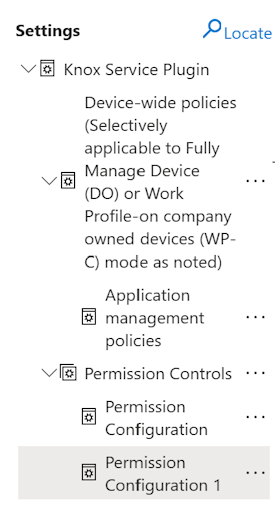 Settings
Locate
Knox Service Plugin
Device-wide policies
(Selectively
applicable to Fully
Manage Device
(DO) or Work
Profile-on company
owned devices (WP-
C) mode as noted)
Application
management
policies
Permission Controls
Permission
Configuration
Permission
Configuration 1